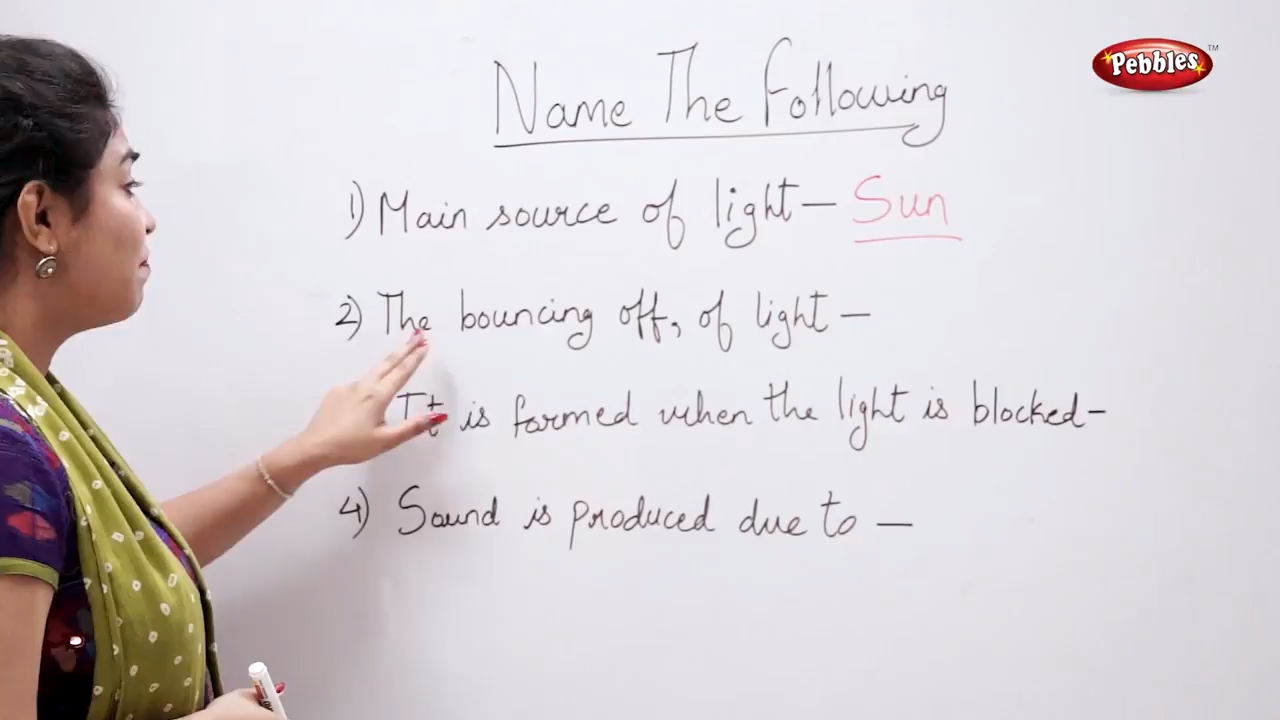 Pebbles™
Name The Following
1) Main source of light – Sun
2) The bouncing off, of light –
It is formed when the light is blocked –
4) Sound is produced due to –